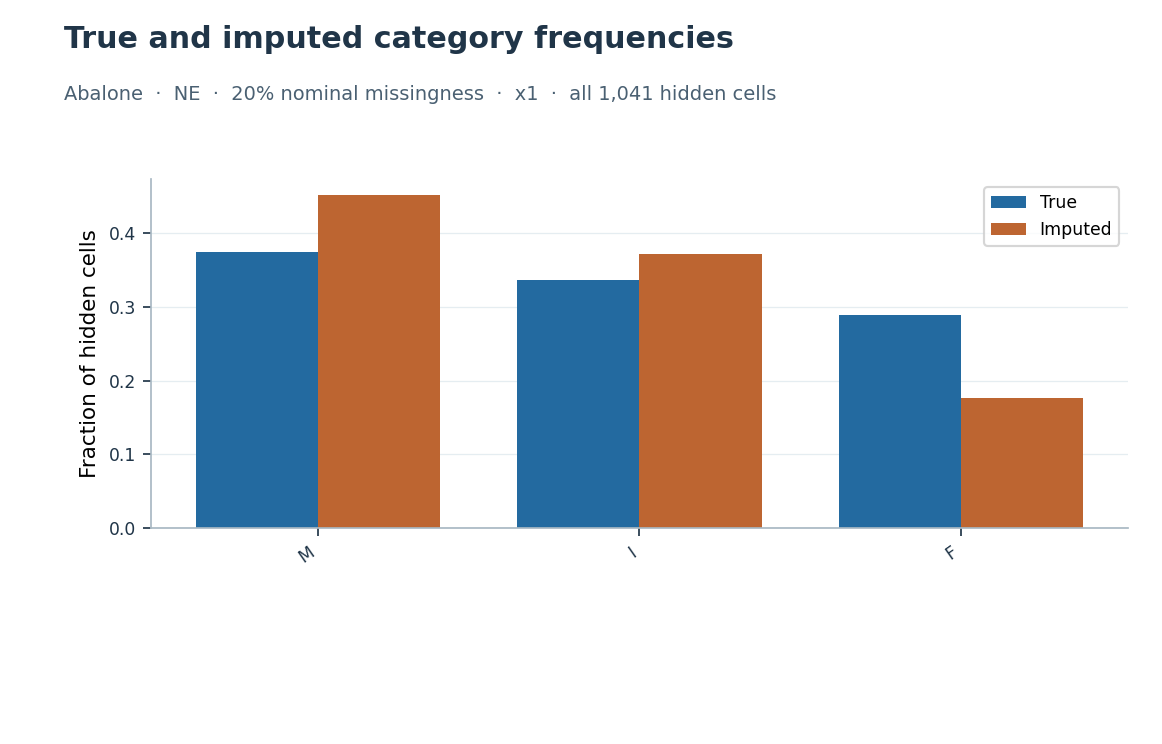 True and imputed category frequencies
Abalone · NE · 20% nominal missingness · x1 · all 1,041 hidden cells
Fraction of hidden cells
0.4
0.3
0.2
0.1
0.0
True
Imputed
M
I
F